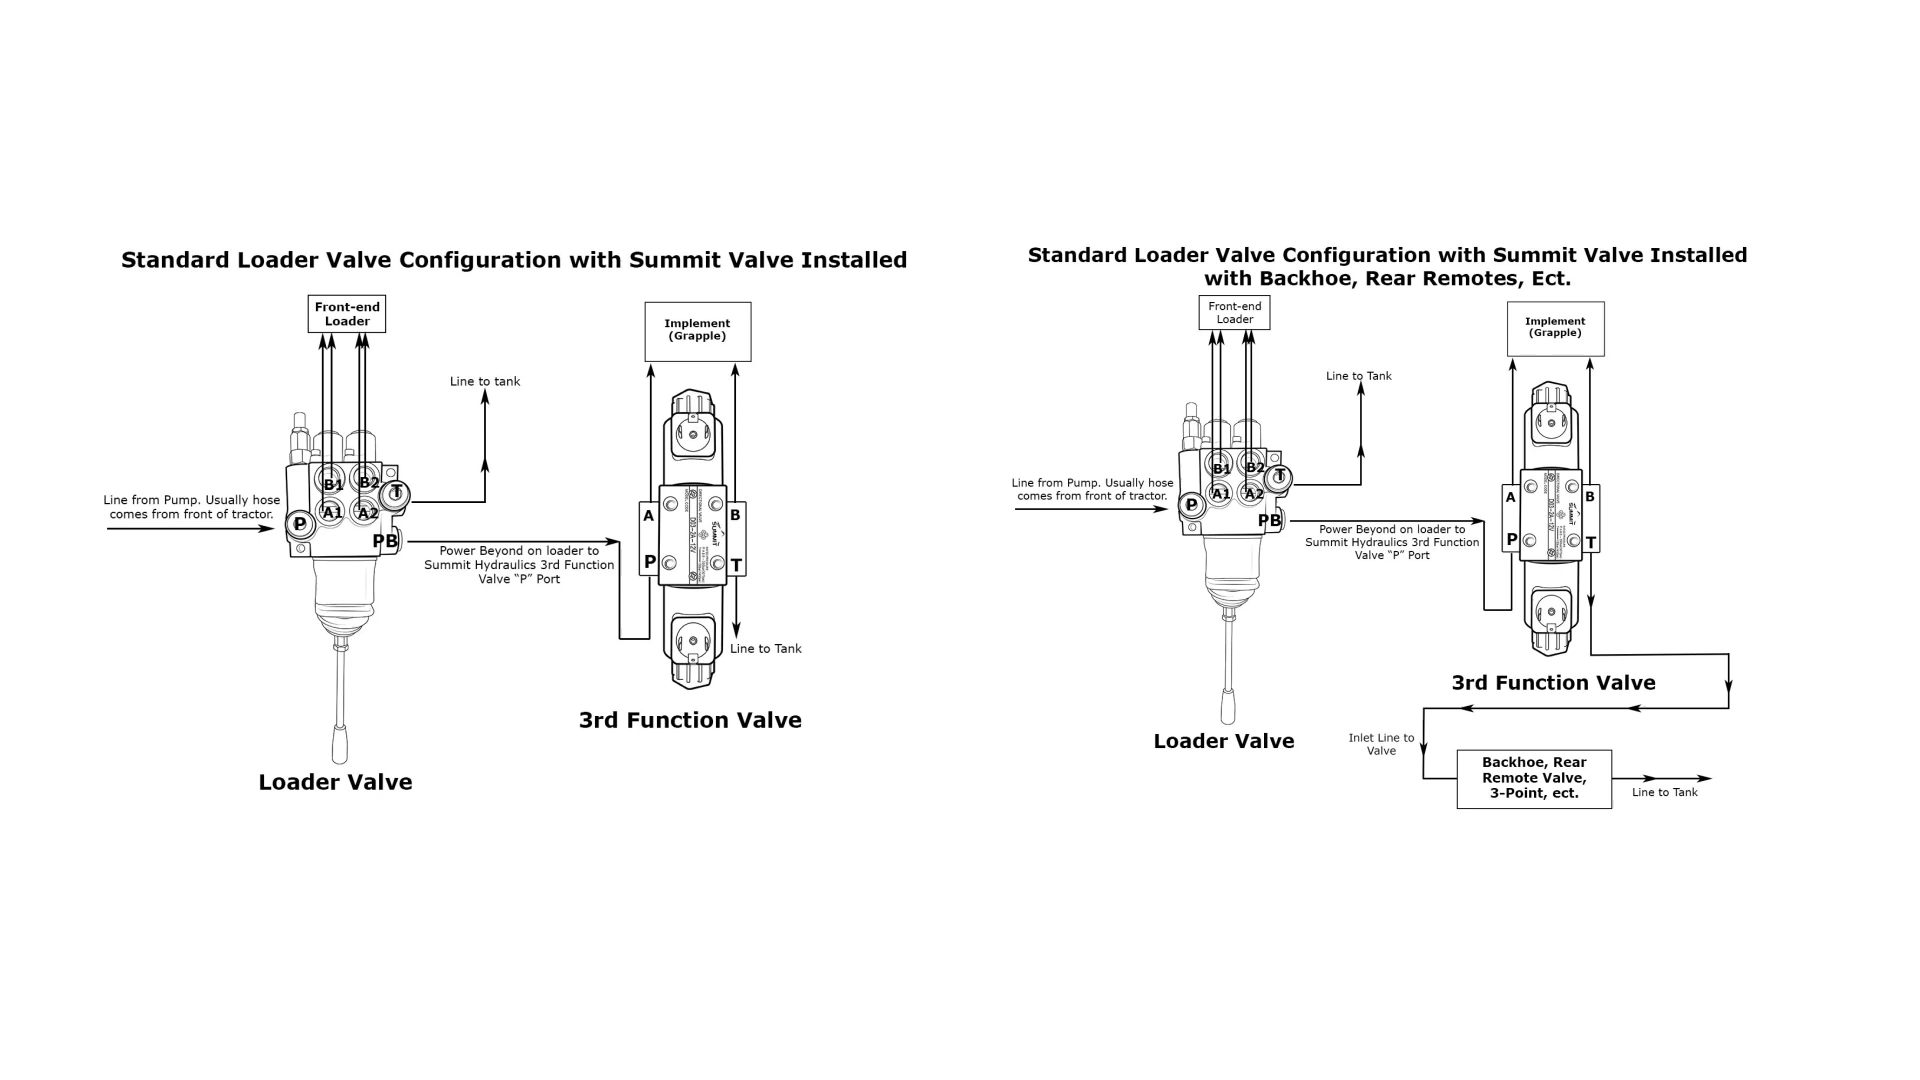 Standard Loader Valve Configuration with Summit Valve Installed
Front-end
Loader
Implement
(Grapple)
Line to tank
Line from Pump. Usually hose
comes from front of tractor.
B1
B2
T
A1
A2
P
PB
Power Beyond on loader to
Summit Hydraulics 3rd Function
Valve “P” Port
A
B
P
T
SUMMIT
Line to Tank
3rd Function Valve
Loader Valve
Standard Loader Valve Configuration with Summit Valve Installed
with Backhoe, Rear Remotes, Ect.
Front-end
Loader
Implement
(Grapple)
Line to Tank
Line from Pump. Usually hose
comes from front of tractor.
B1
B2
T
A1
A2
P
PB
Power Beyond on loader to
Summit Hydraulics 3rd Function
Valve “P” Port
A
B
P
T
SUMMIT
3rd Function Valve
Loader Valve
Inlet Line to
Valve
Backhoe, Rear
Remote Valve,
3-Point, ect.
Line to Tank